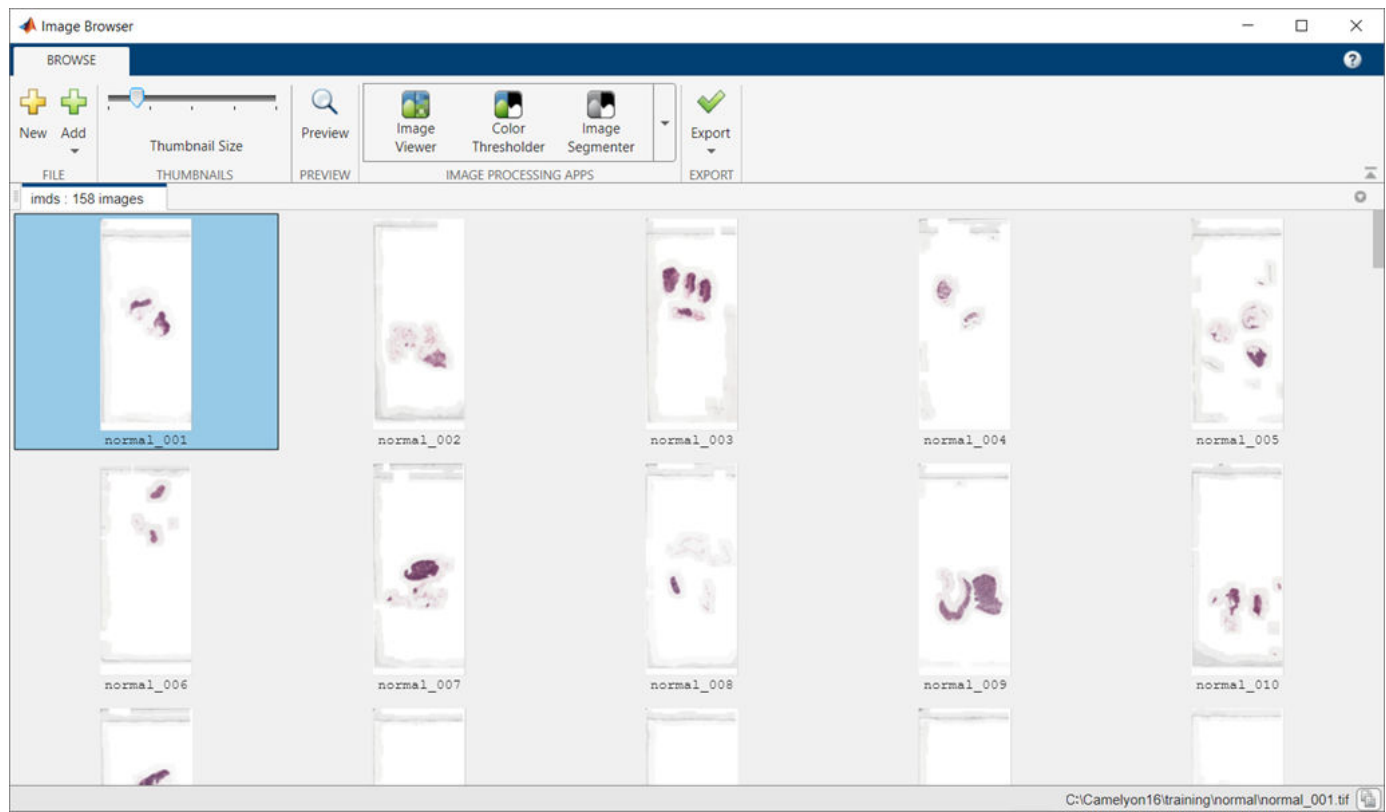 Image Browser
BROWSE
New Add
Thumbnail Size
Preview
Image Viewer
Color Thresholder
Image Segmenter
Export
FILE
THUMBNAILS
PREVIEW
IMAGE PROCESSING APPS
EXPORT
imds : 158 images
normal_001
normal_002
normal_003
normal_004
normal_005
normal_006
normal_007
normal_008
normal_009
normal_010
C:\Camelyon16\training\normal\normal_001.tif